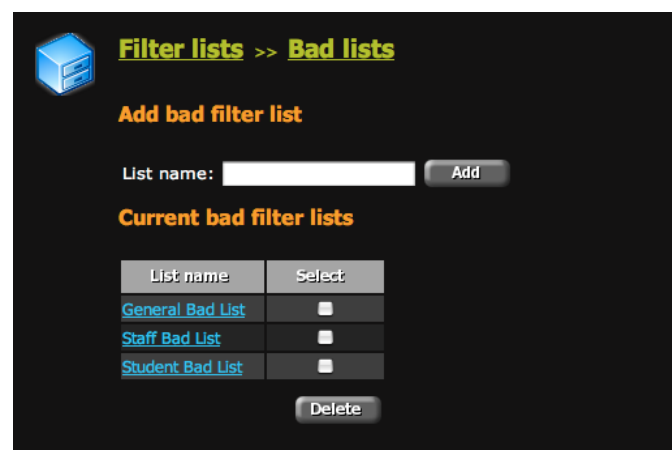 Filter lists >> Bad lists
Add bad filter list
List name: Add
Current bad filter lists
List name Select
General Bad List
Staff Bad List
Student Bad List
Delete